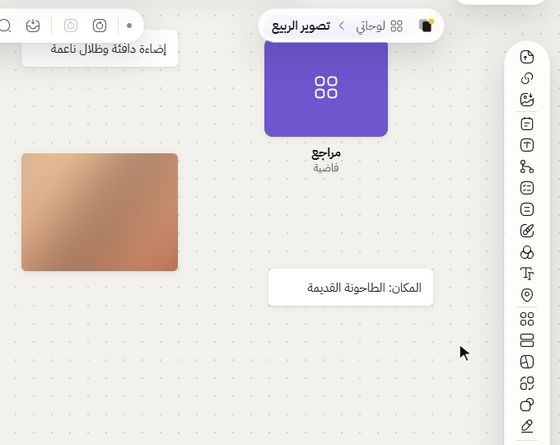 لوحاتي
تصوير الربيع
إضاءة دافئة وظلال ناعمة
مراجع
فاضية
المكان: الطاحونة القديمة